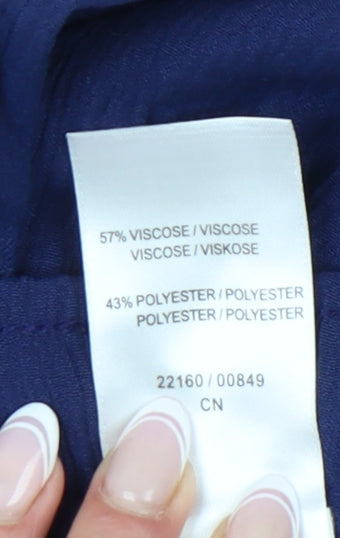 57% VISCOSE / VISCOSE
VISCOSE / VISKOSE
43% POLYESTER / POLYESTER
POLYESTER / POLYESTER
22160 / 00849
CN